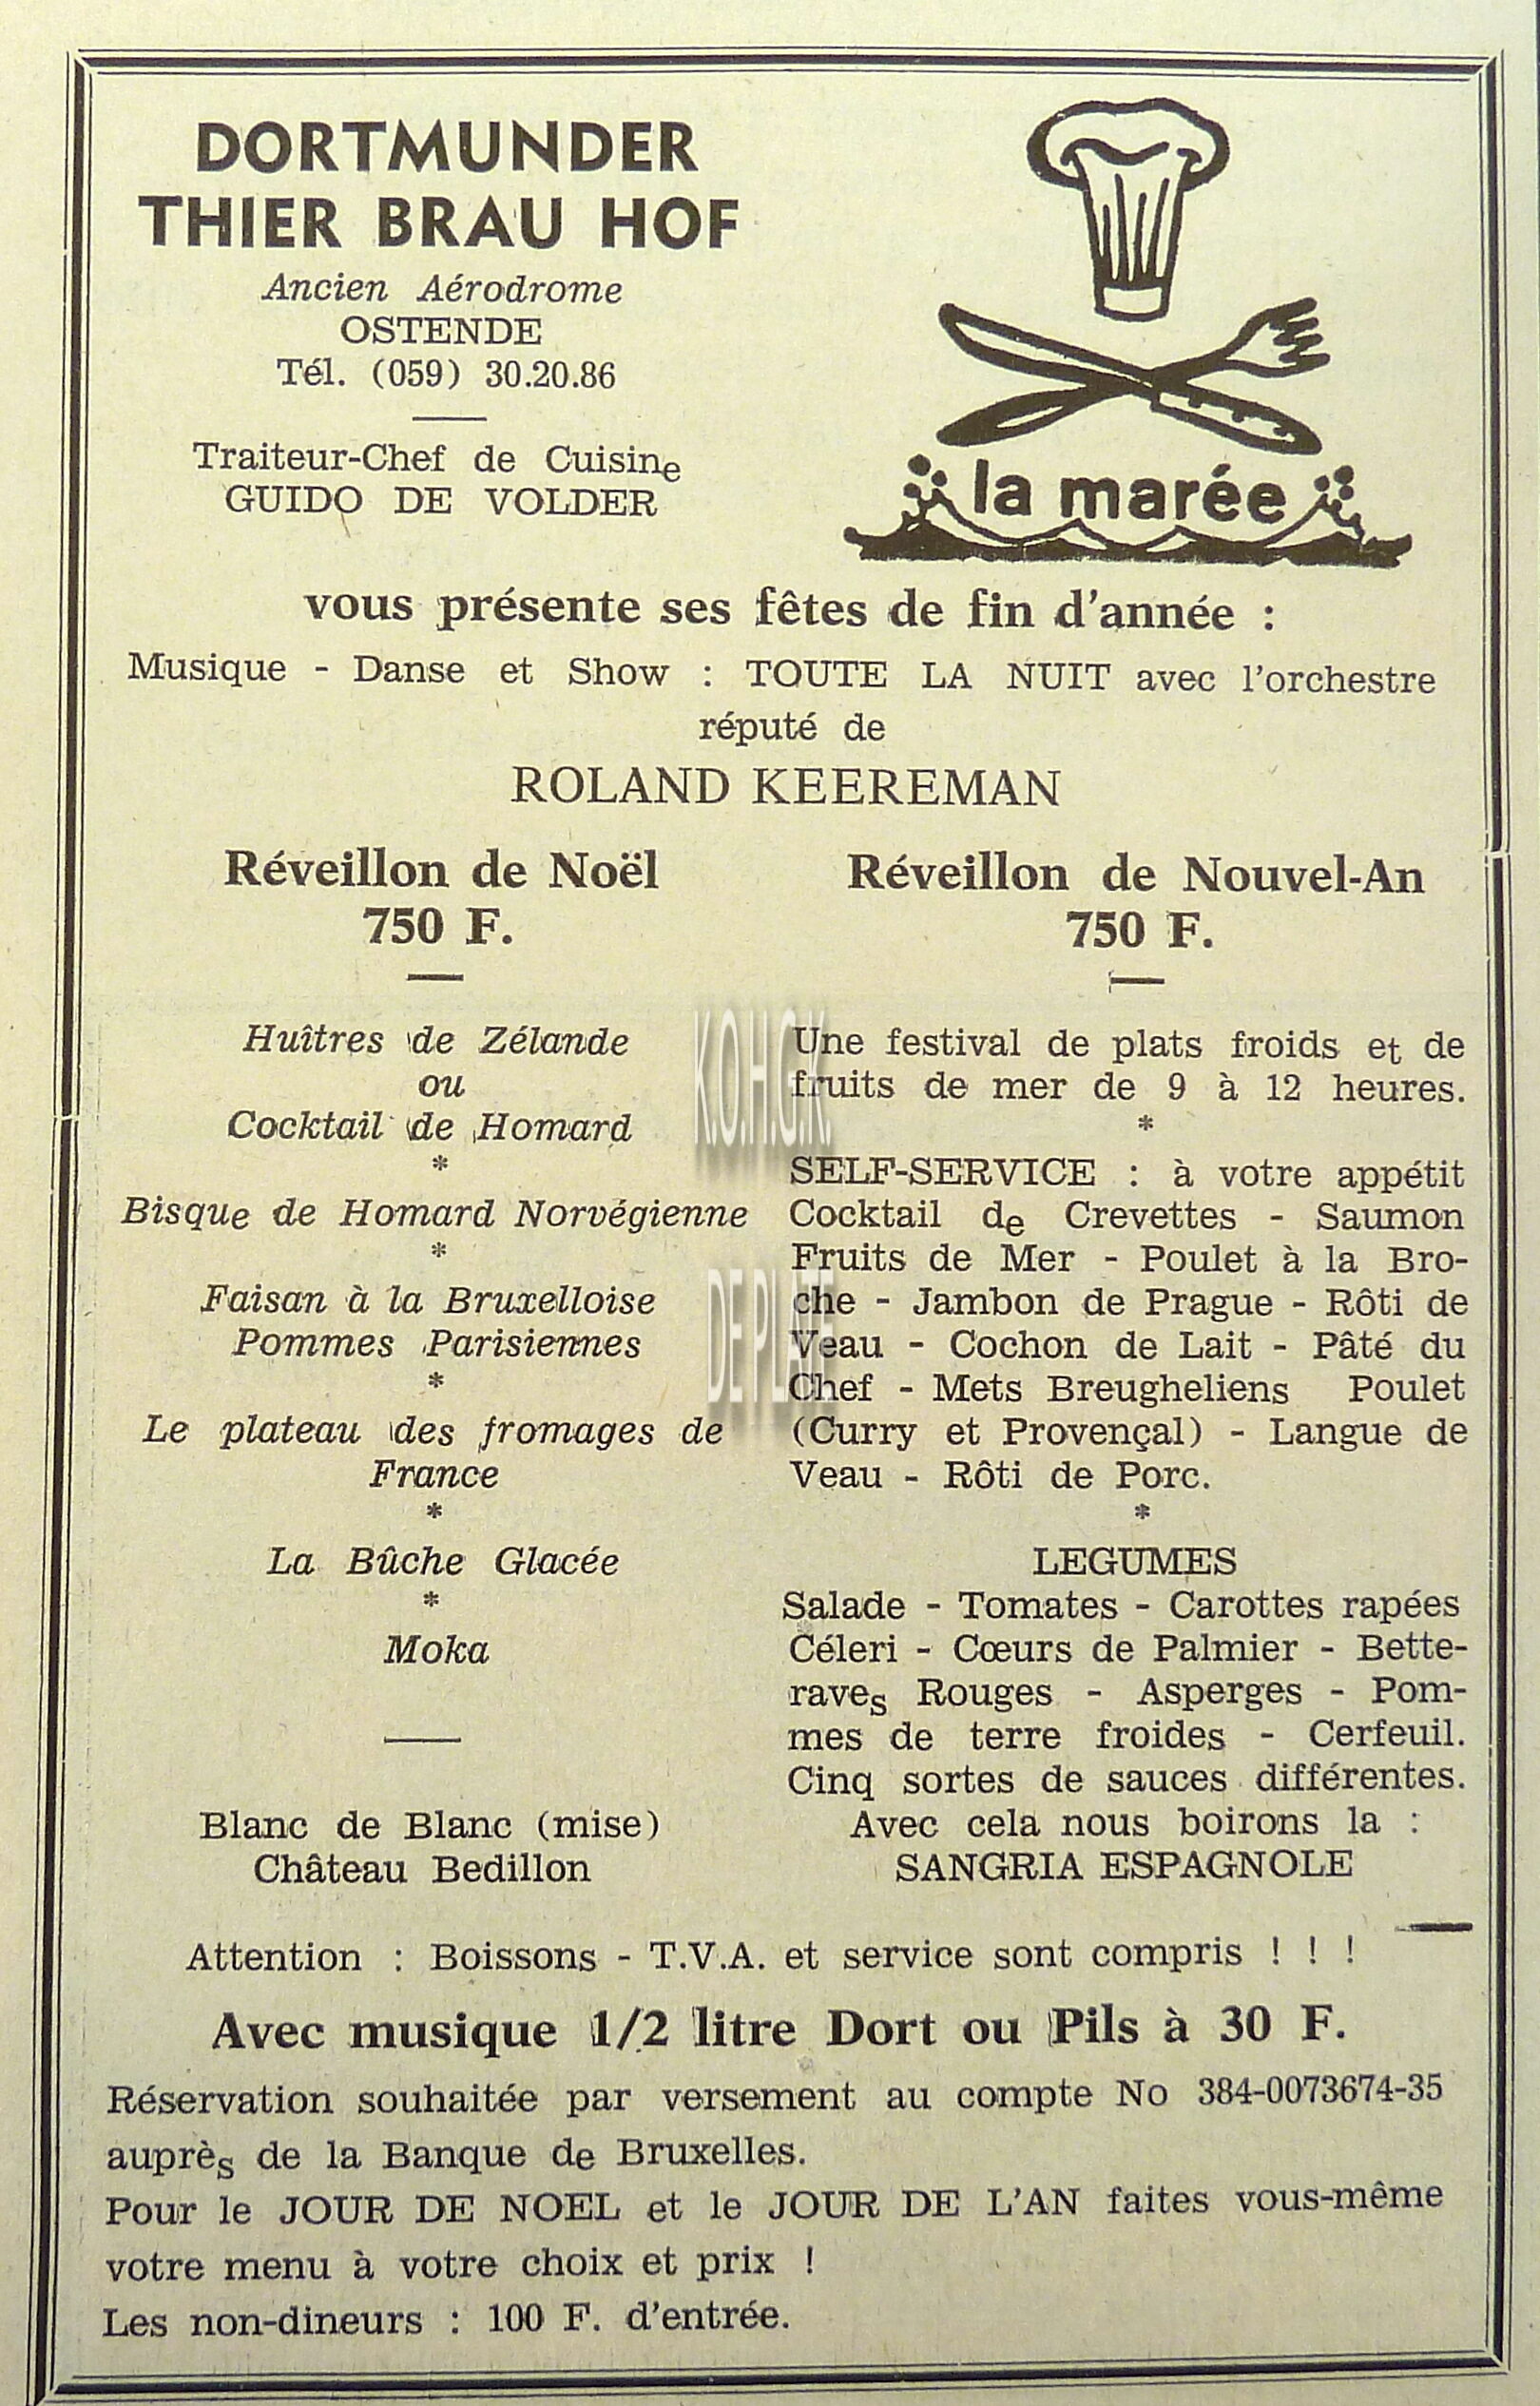 DORTMUNDER
THIER BRAU HOF
Ancien Aérodrome
OSTENDE
Tél. (059) 30.20.86
Traiteur-Chef de Cuisine
GUIDO DE VOLDER
la marée
vous présente ses fêtes de fin d'année :
Musique - Danse et Show : TOUTE LA NUIT avec l'orchestre
réputé de
ROLAND KEEREMAN
Réveillon de Noël
750 F.
Huîtres de Zélande
ou
Cocktail de Homard
*
Bisque de Homard Norvégienne
*
Faisan à la Bruxelloise
Pommes Parisiennes
*
Le plateau des fromages de
France
*
La Bûche Glacée
*
Moka
Blanc de Blanc (mise)
Château Bedillon
Réveillon de Nouvel-An
750 F.
Une festival de plats froids et de
fruits de mer de 9 à 12 heures.
*
SELF-SERVICE : à votre appétit
Cocktail de Crevettes - Saumon
Fruits de Mer - Poulet à la Bro-
che - Jambon de Prague - Rôti de
Veau - Cochon de Lait - Pâté du
Chef - Mets Breugheliens Poulet
(Curry et Provençal) - Langue de
Veau - Rôti de Porc.
*
LEGUMES
Salade - Tomates - Carottes rapées
Céleri - Cœurs de Palmier - Bette-
raves Rouges - Asperges - Pom-
mes de terre froides - Cerfeuil.
Cinq sortes de sauces différentes.
Avec cela nous boirons la :
SANGRIA ESPAGNOLE
K.O.H.G.K.
DE PLATE
Attention : Boissons - T.V.A. et service sont compris ! ! !
Avec musique 1/2 litre Dort ou Pils à 30 F.
Réservation souhaitée par versement au compte No 384-0073674-35
auprès de la Banque de Bruxelles.
Pour le JOUR DE NOEL et le JOUR DE L'AN faites vous-même
votre menu à votre choix et prix !
Les non-dineurs : 100 F. d'entrée.